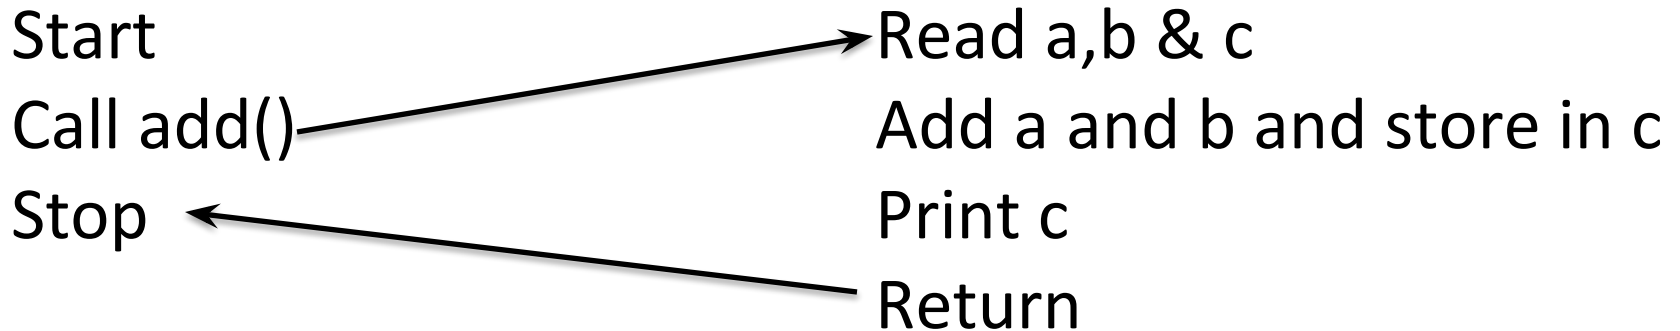 Start
Call add()
Stop
Read a,b & c
Add a and b and store in c
Print c
Return